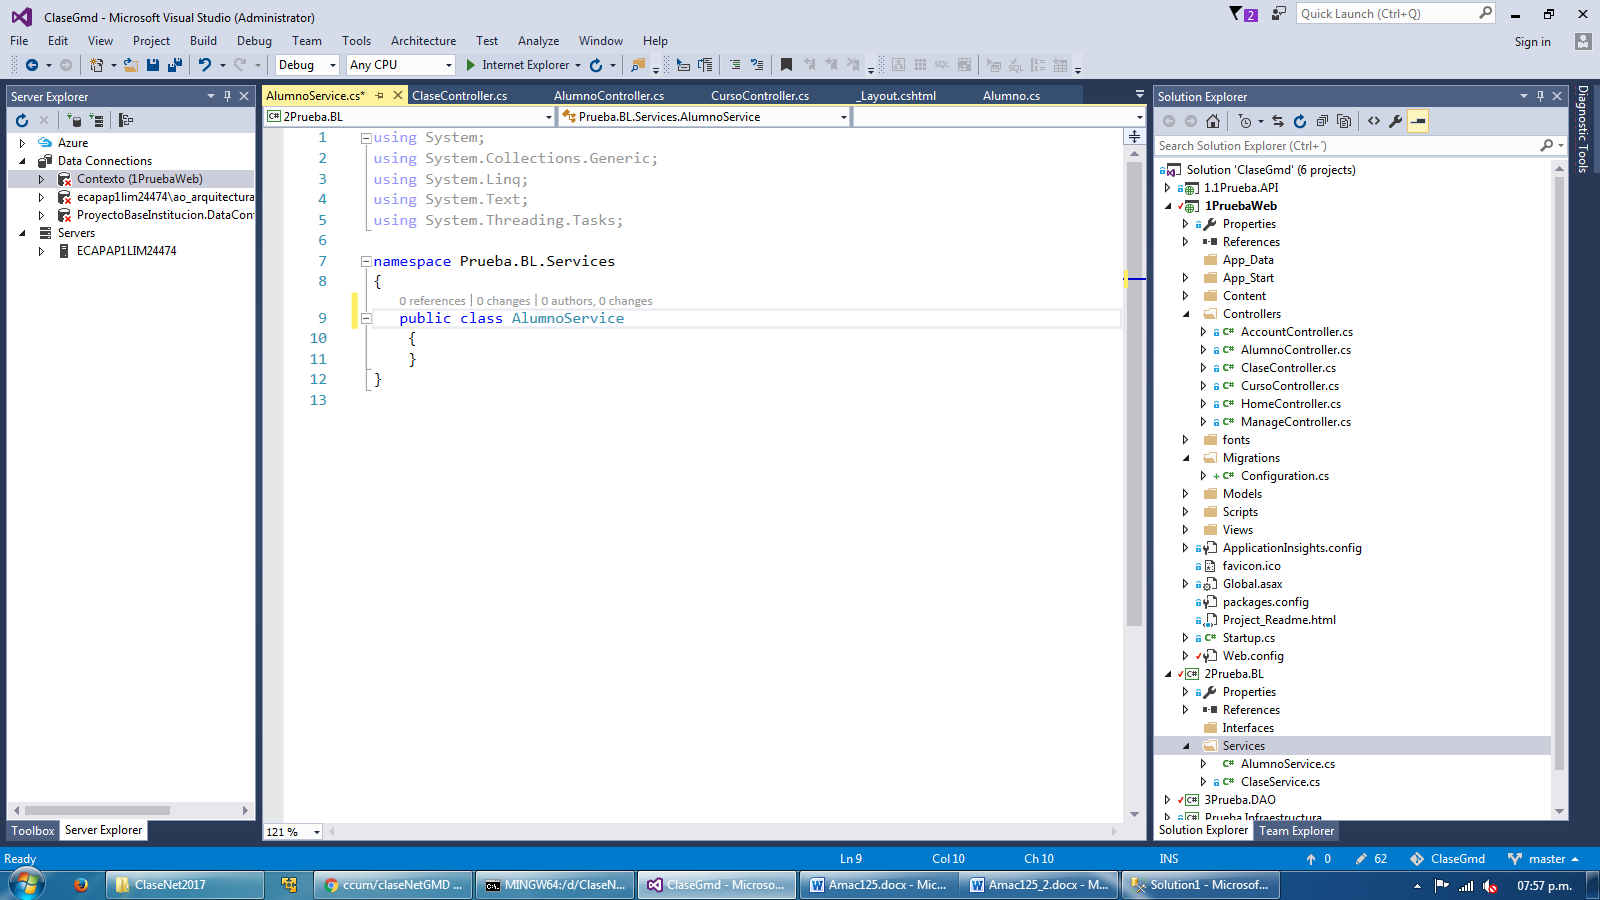 ClaseGmd - Microsoft Visual Studio (Administrator)
2
Quick Launch (Ctrl+Q)
File Edit View Project Build Debug Team Tools Architecture Test Analyze Window Help
Sign in
Debug Any CPU Internet Explorer
Server Explorer
Azure
Data Connections
Contexto (1PruebaWeb)
ecapap1lim24474\ao_arquitectura
ProyectoBaseInstitucion.DataCon
Servers
ECAPAP1LIM24474
Toolbox Server Explorer
AlumnoService.cs* ClaseController.cs AlumnoController.cs CursoController.cs _Layout.cshtml Alumno.cs
2Prueba.BL Prueba.BL.Services.AlumnoService
1 using System;
2 using System.Collections.Generic;
3 using System.Linq;
4 using System.Text;
5 using System.Threading.Tasks;
6
7 namespace Prueba.BL.Services
8 {
0 references | 0 changes | 0 authors, 0 changes
9 public class AlumnoService
10 {
11 }
12 }
13
121 %
Solution Explorer
Search Solution Explorer (Ctrl+´)
Solution 'ClaseGmd' (6 projects)
1.1Prueba.API
1PruebaWeb
Properties
References
App_Data
App_Start
Content
Controllers
C# AccountController.cs
C# AlumnoController.cs
C# ClaseController.cs
C# CursoController.cs
C# HomeController.cs
C# ManageController.cs
fonts
Migrations
C# Configuration.cs
Models
Scripts
Views
ApplicationInsights.config
favicon.ico
Global.asax
packages.config
Project_Readme.html
C# Startup.cs
Web.config
C# 2Prueba.BL
Properties
References
Interfaces
Services
C# AlumnoService.cs
C# ClaseService.cs
C# 3Prueba.DAO
C# Prueba.Infraestructura
Solution Explorer Team Explorer
Diagnostic Tools
Ready Ln 9 Col 10 Ch 10 INS 0 62 ClaseGmd master
ClaseNet2017 ccum/claseNetGMD ... MINGW64:/d/ClaseN... ClaseGmd - Microso... Amac125.docx - Mic... Amac125_2.docx - M... Solution1 - Microsof... 07:57 p.m.